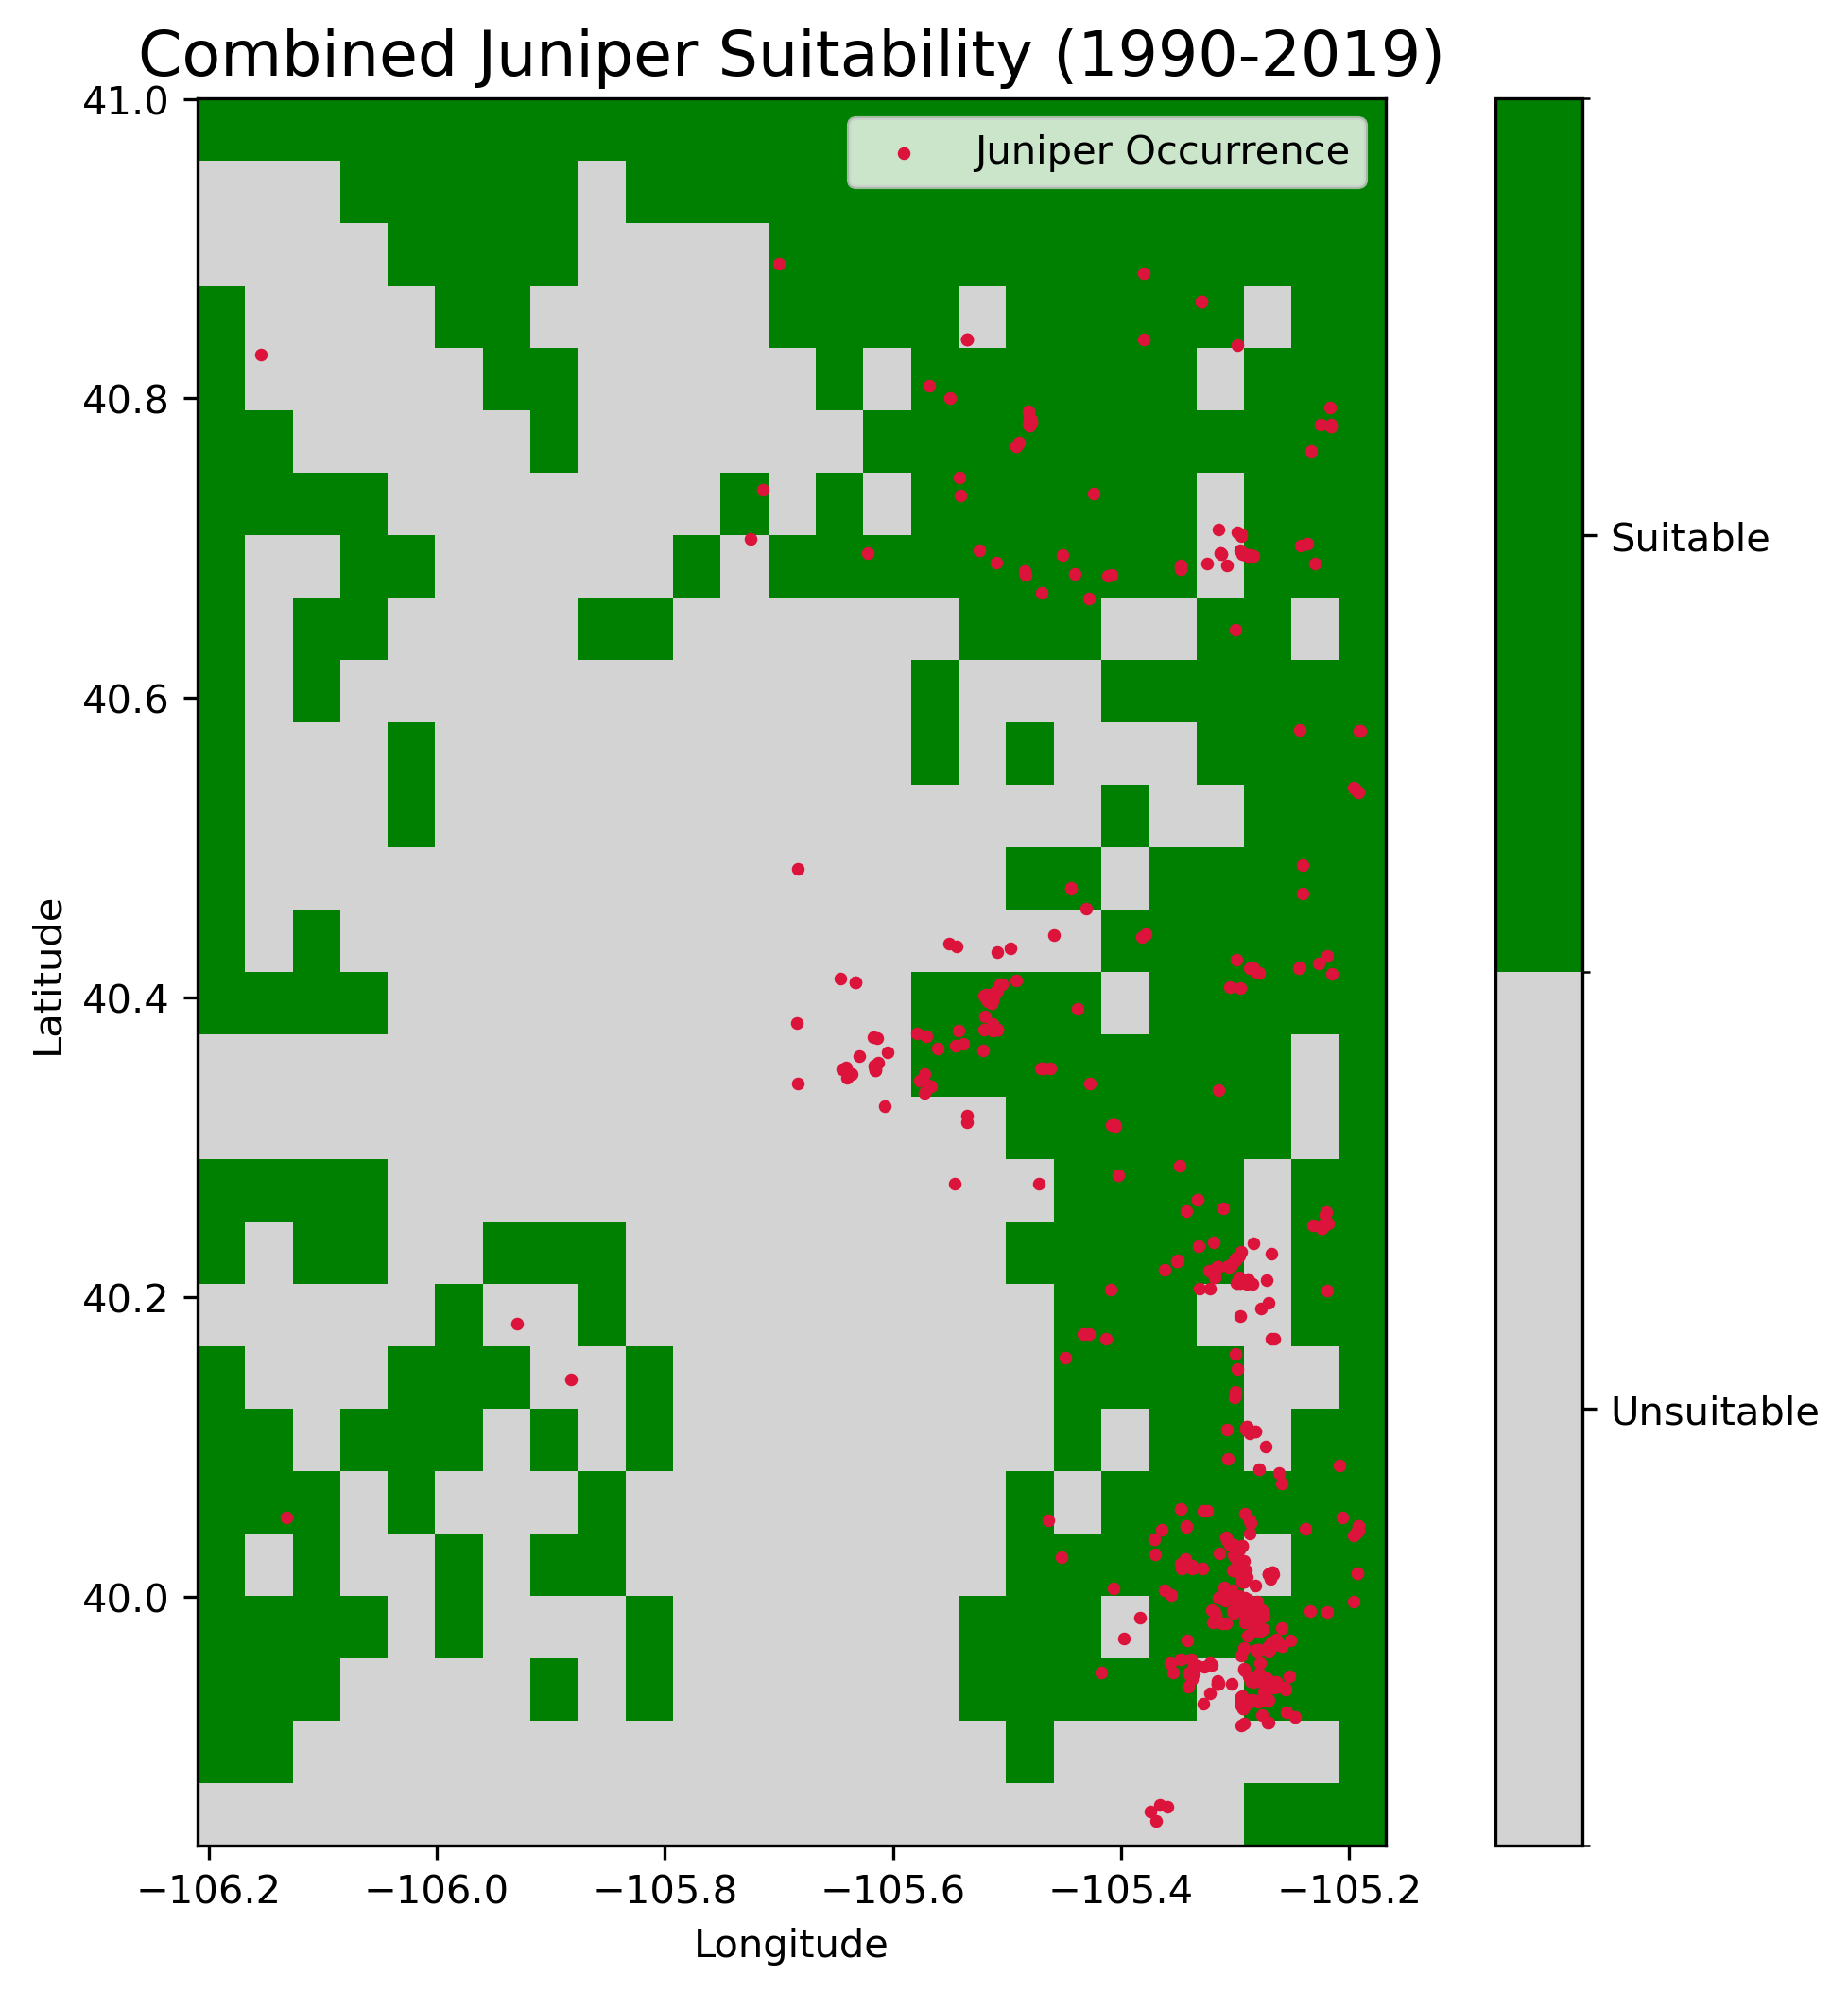 Combined Juniper Suitability (1990-2019)
Juniper Occurrence
41.0
40.8
40.6
40.4
40.2
40.0
Latitude
−106.2
−106.0
−105.8
−105.6
−105.4
−105.2
Longitude
Suitable
Unsuitable